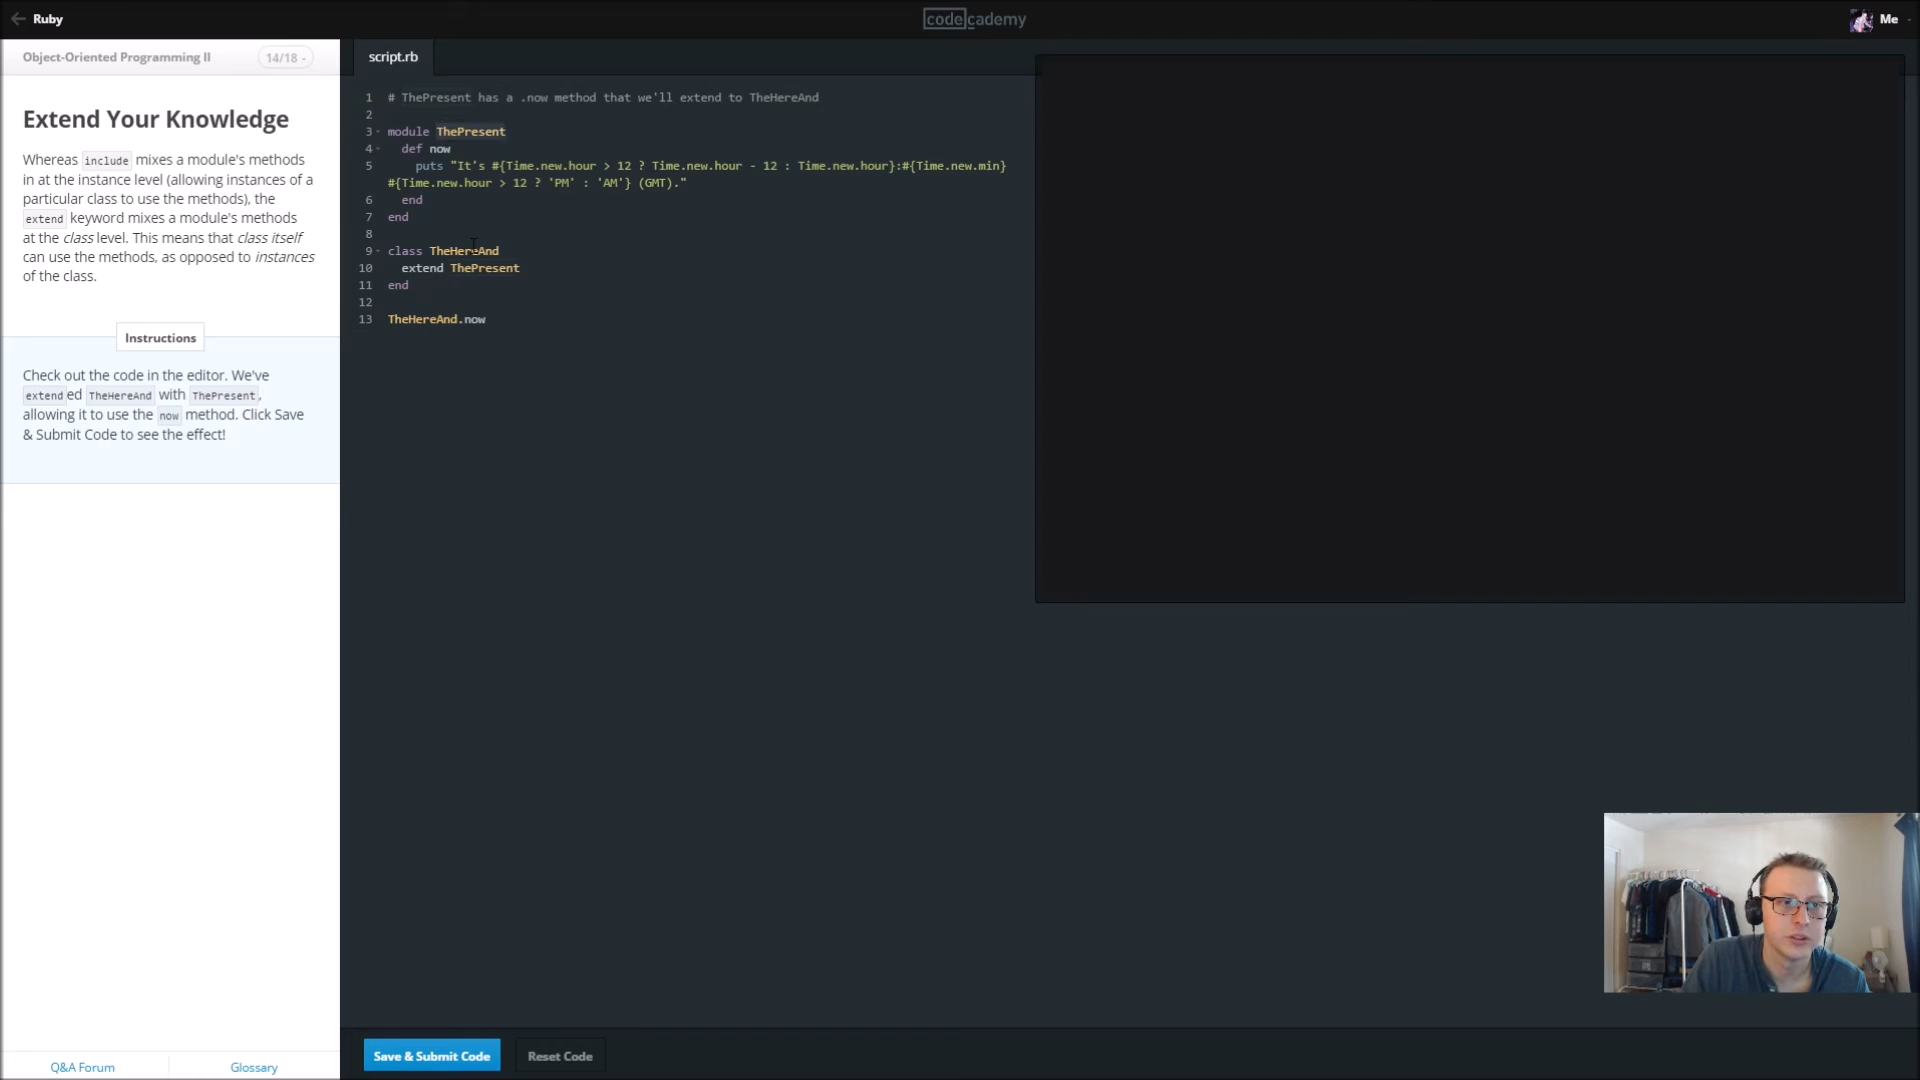 Ruby
codecademy
Me
Object-Oriented Programming II
14/18
script.rb
Extend Your Knowledge
Whereas include mixes a module's methods
in at the instance level (allowing instances of a
particular class to use the methods), the
extend keyword mixes a module's methods
at the class level. This means that class itself
can use the methods, as opposed to instances
of the class.
Instructions
Check out the code in the editor. We've
extended TheHereAnd with ThePresent,
allowing it to use the now method. Click Save
& Submit Code to see the effect!
Q&A Forum
Glossary
1 # ThePresent has a .now method that we'll extend to TheHereAnd
2
3 module ThePresent
4 def now
5 puts "It's #{Time.new.hour > 12 ? Time.new.hour - 12 : Time.new.hour}:#{Time.new.min}
#{Time.new.hour > 12 ? 'PM' : 'AM'} (GMT)."
6 end
7 end
8
9 class TheHereAnd
10 extend ThePresent
11 end
12
13 TheHereAnd.now
Save & Submit Code
Reset Code